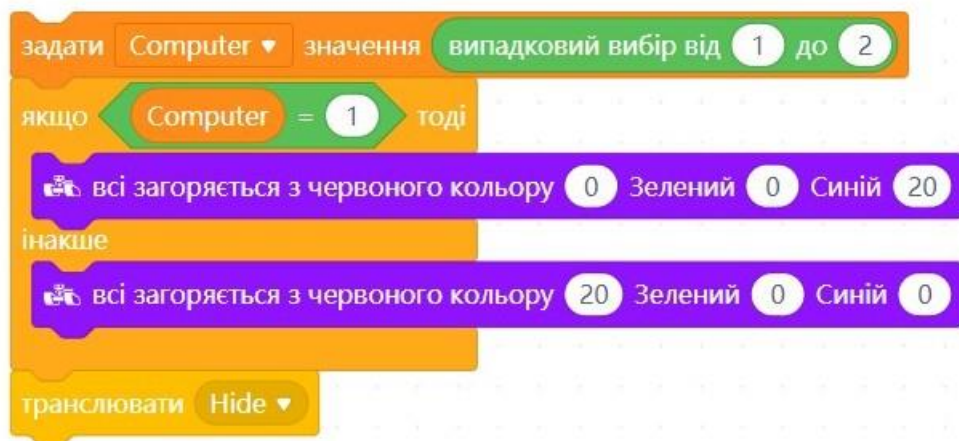 задати Computer значення випадковий вибір від 1 до 2
якщо Computer = 1 тоді
всі загоряється з червоного кольору 0 Зелений 0 Синій 20
інакше
всі загоряється з червоного кольору 20 Зелений 0 Синій 0
транслювати Hide